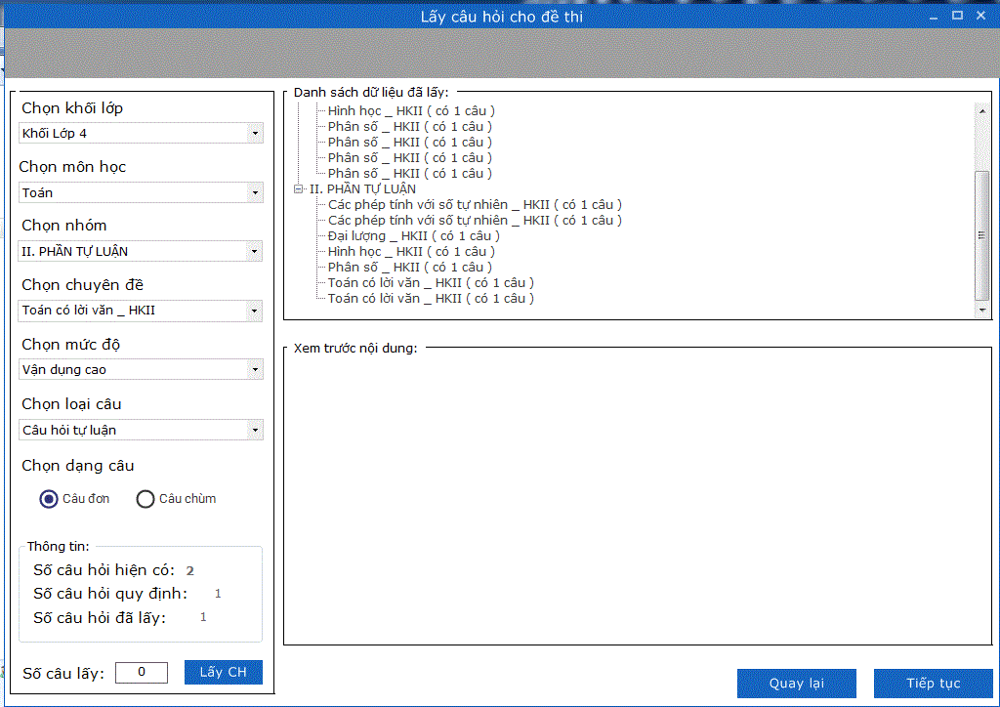 Lấy câu hỏi cho đề thi
Chọn khối lớp
Khối Lớp 4
Chọn môn học
Toán
Chọn nhóm
II. PHẦN TỰ LUẬN
Chọn chuyên đề
Toán có lời văn _ HKII
Chọn mức độ
Vận dụng cao
Chọn loại câu
Câu hỏi tự luận
Chọn dạng câu
Câu đơn Câu chùm
Thông tin:
Số câu hỏi hiện có: 2
Số câu hỏi quy định: 1
Số câu hỏi đã lấy: 1
Số câu lấy: 0 Lấy CH
Danh sách dữ liệu đã lấy:
Hình học _ HKII ( có 1 câu )
Phân số _ HKII ( có 1 câu )
Phân số _ HKII ( có 1 câu )
Phân số _ HKII ( có 1 câu )
Phân số _ HKII ( có 1 câu )
II. PHẦN TỰ LUẬN
Các phép tính với số tự nhiên _ HKII ( có 1 câu )
Các phép tính với số tự nhiên _ HKII ( có 1 câu )
Đại lượng _ HKII ( có 1 câu )
Hình học _ HKII ( có 1 câu )
Phân số _ HKII ( có 1 câu )
Toán có lời văn _ HKII ( có 1 câu )
Toán có lời văn _ HKII ( có 1 câu )
Xem trước nội dung:
Quay lại Tiếp tục